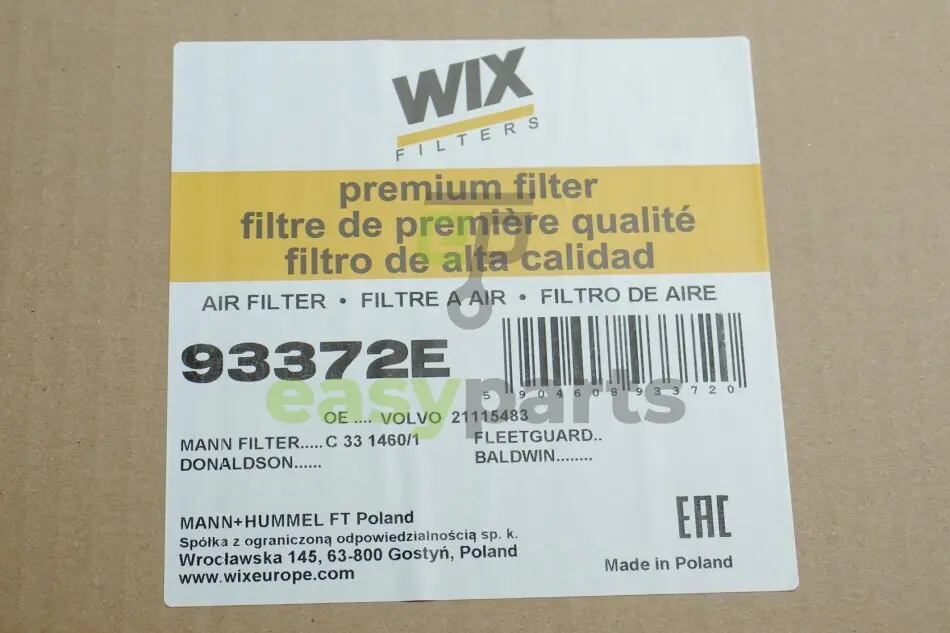 WIX
FILTERS
premium filter
filtre de première qualité
filtro de alta calidad
AIR FILTER • FILTRE A AIR • FILTRO DE AIRE
93372E
5 904608 933720
easyparts
OE .... VOLVO 21115483
MANN FILTER.....C 33 1460/1
FLEETGUARD..
DONALDSON......
BALDWIN........
MANN+HUMMEL FT Poland
Spółka z ograniczoną odpowiedzialnością sp. k.
Wrocławska 145, 63-800 Gostyń, Poland
www.wixeurope.com
EAC
Made in Poland